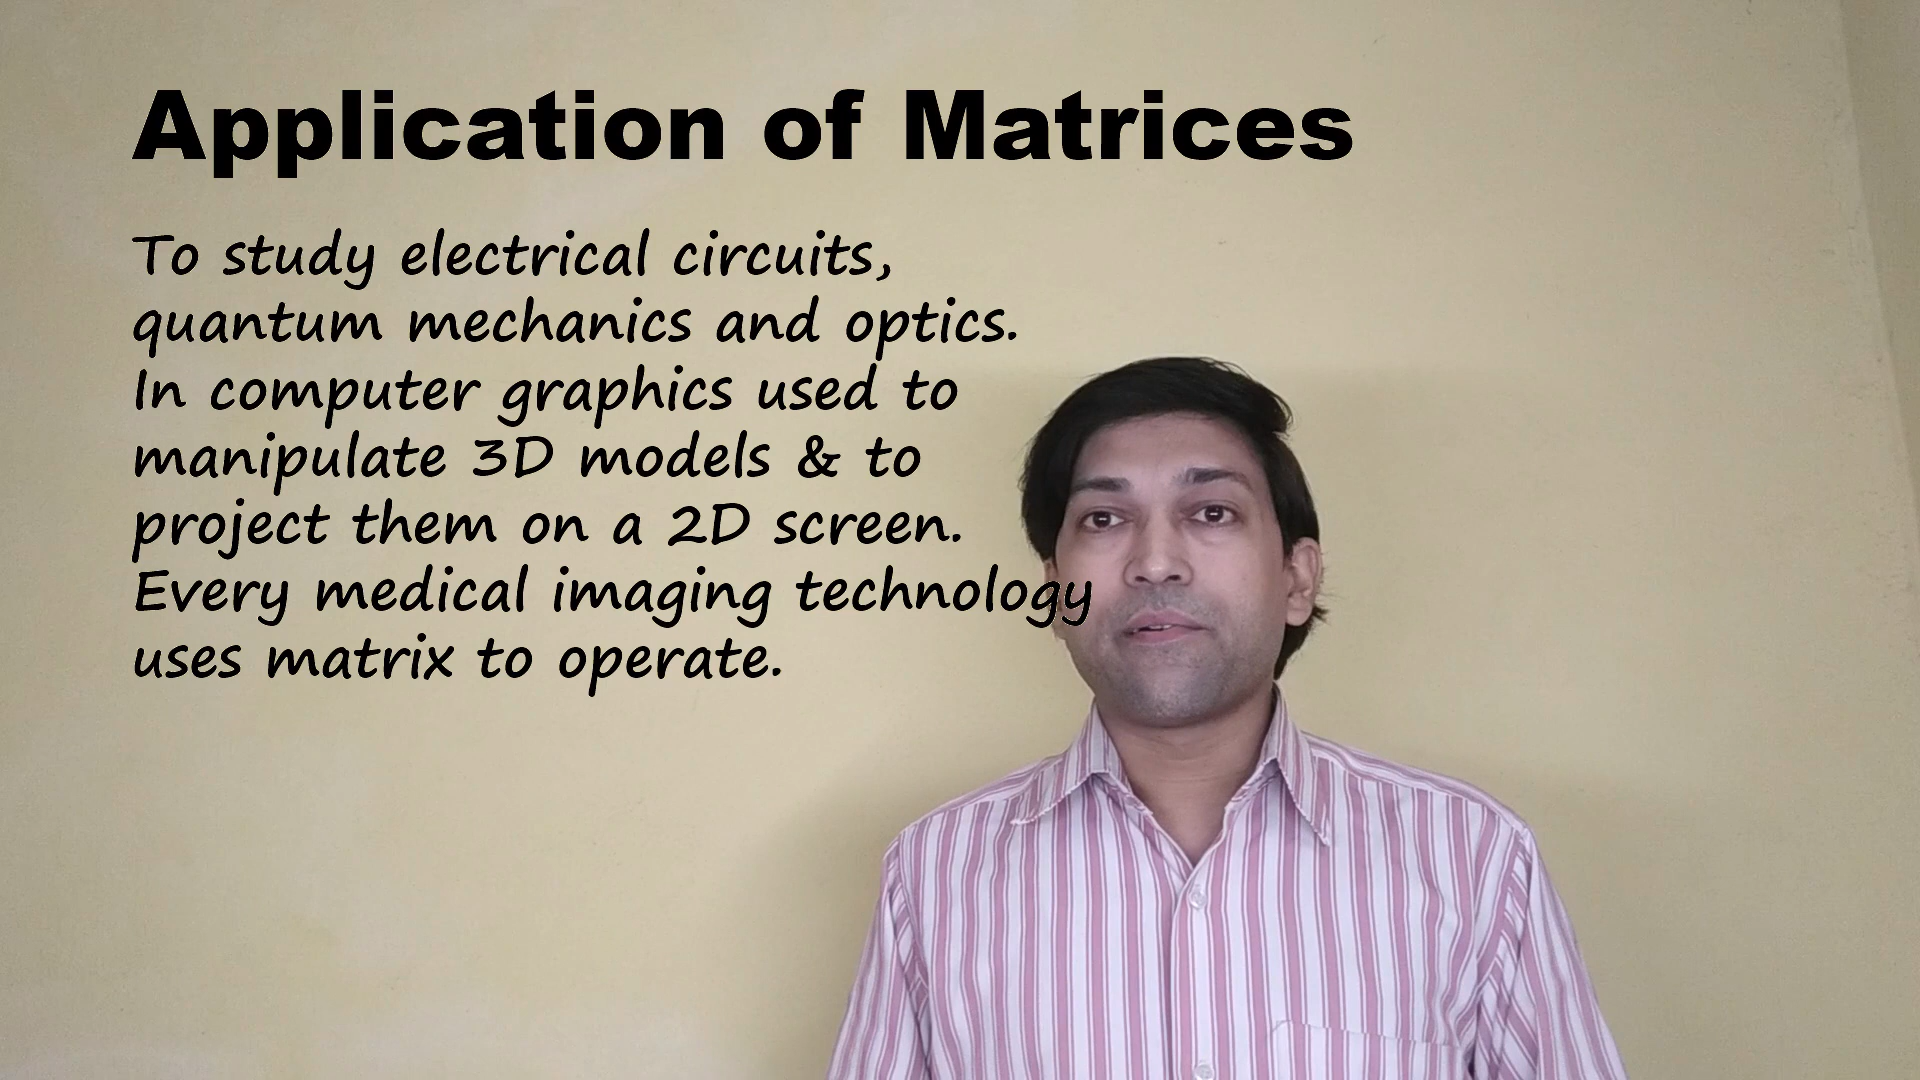 Application of Matrices
To study electrical circuits,
quantum mechanics and optics.
In computer graphics used to
manipulate 3D models & to
project them on a 2D screen.
Every medical imaging technology
uses matrix to operate.